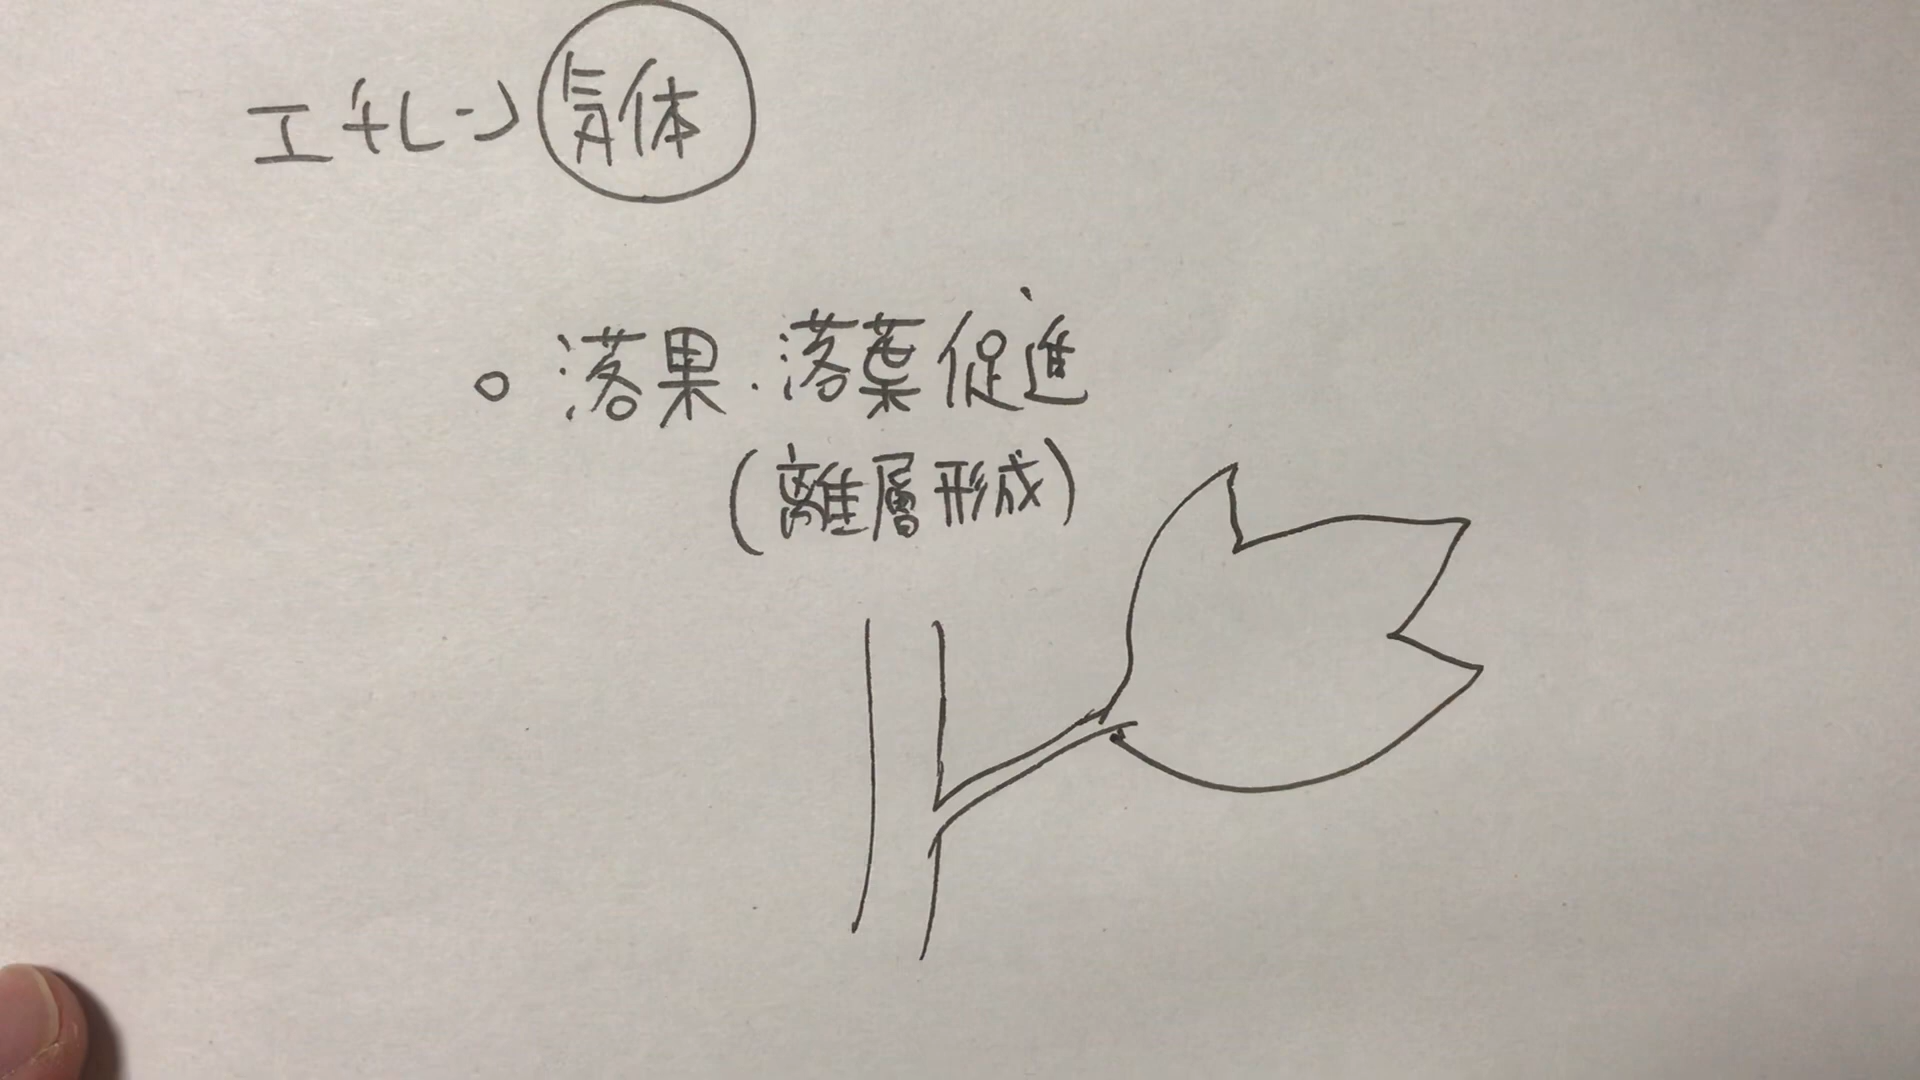 エチレン 気体
○ 落果・落葉促進
(離層形成)